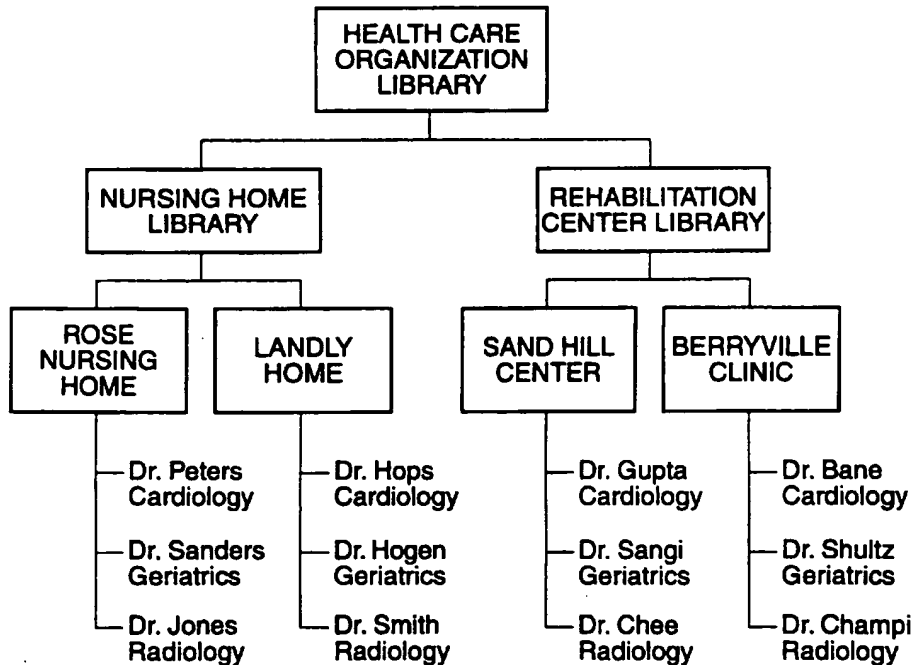 HEALTH CARE
ORGANIZATION
LIBRARY
NURSING HOME
LIBRARY
REHABILITATION
CENTER LIBRARY
ROSE
NURSING
HOME
LANDLY
HOME
SAND HILL
CENTER
BERRYVILLE
CLINIC
Dr. Peters
Cardiology
Dr. Sanders
Geriatrics
Dr. Jones
Radiology
Dr. Hops
Cardiology
Dr. Hogen
Geriatrics
Dr. Smith
Radiology
Dr. Gupta
Cardiology
Dr. Sangi
Geriatrics
Dr. Chee
Radiology
Dr. Bane
Cardiology
Dr. Shultz
Geriatrics
Dr. Champi
Radiology